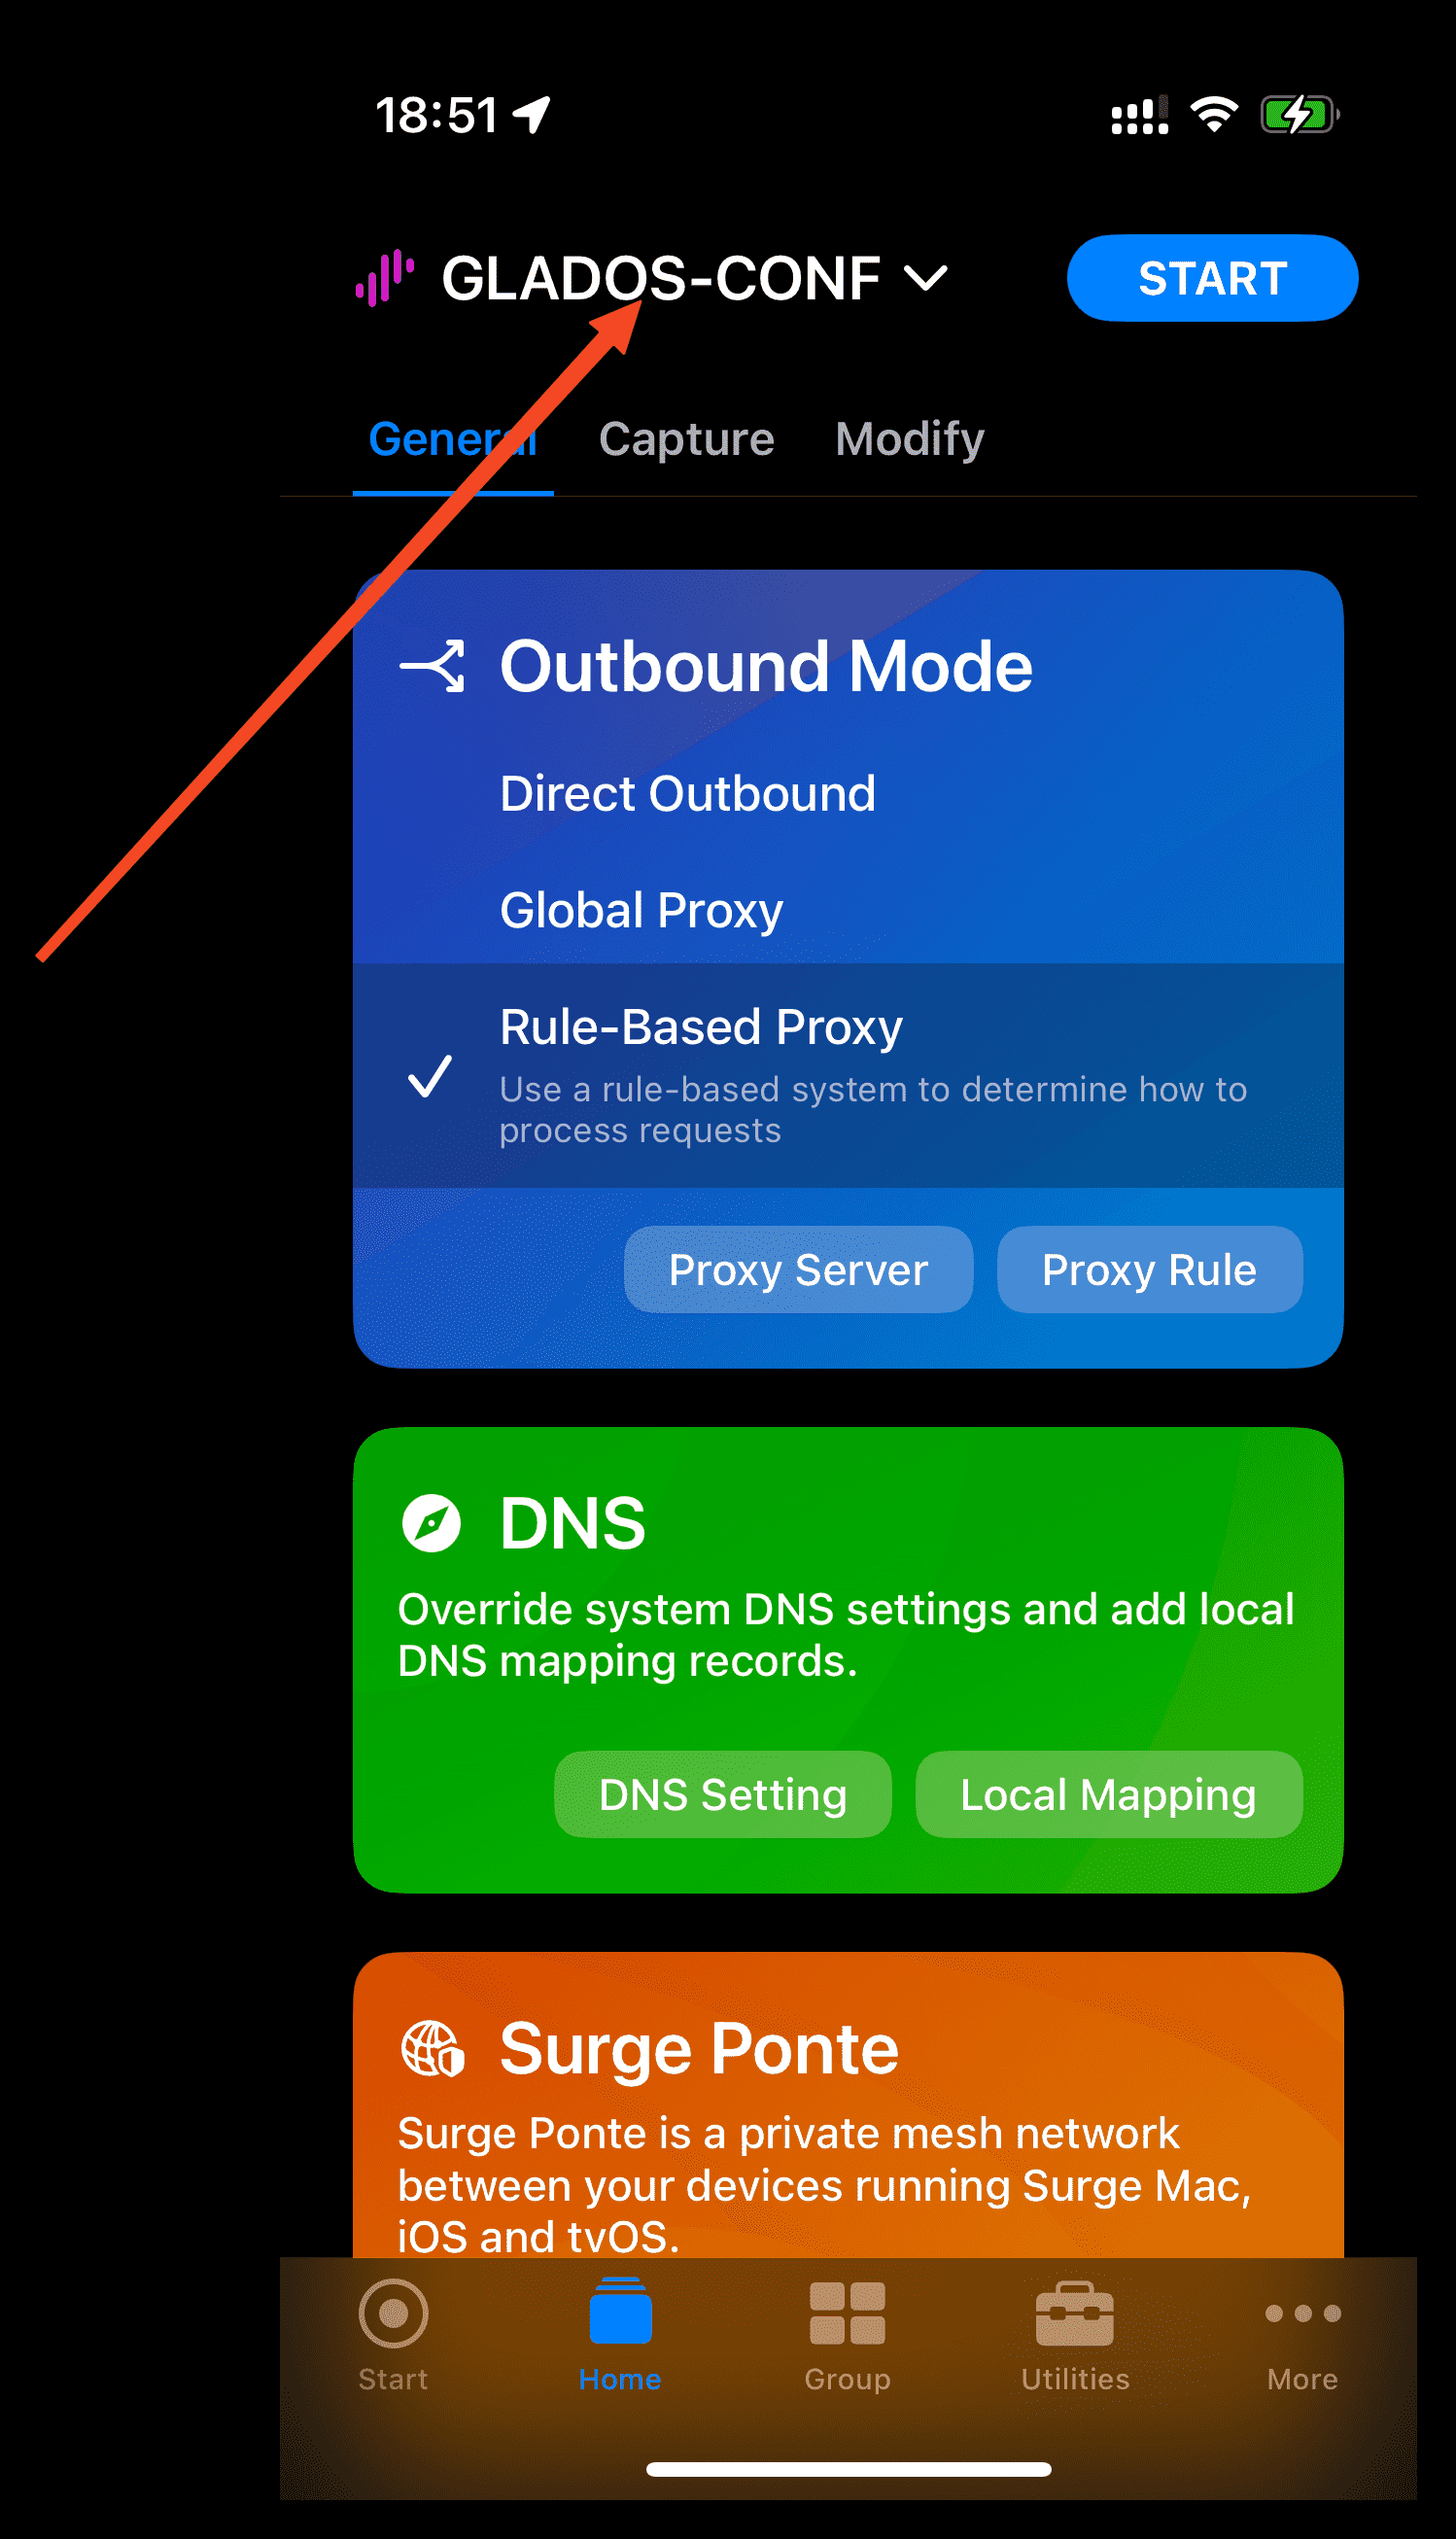 18:51
GLADOS-CONF
START
General Capture Modify
Outbound Mode
Direct Outbound
Global Proxy
Rule-Based Proxy
Use a rule-based system to determine how to
process requests
Proxy Server Proxy Rule
DNS
Override system DNS settings and add local
DNS mapping records.
DNS Setting Local Mapping
Surge Ponte
Surge Ponte is a private mesh network
between your devices running Surge Mac,
iOS and tvOS.
Start Home Group Utilities More